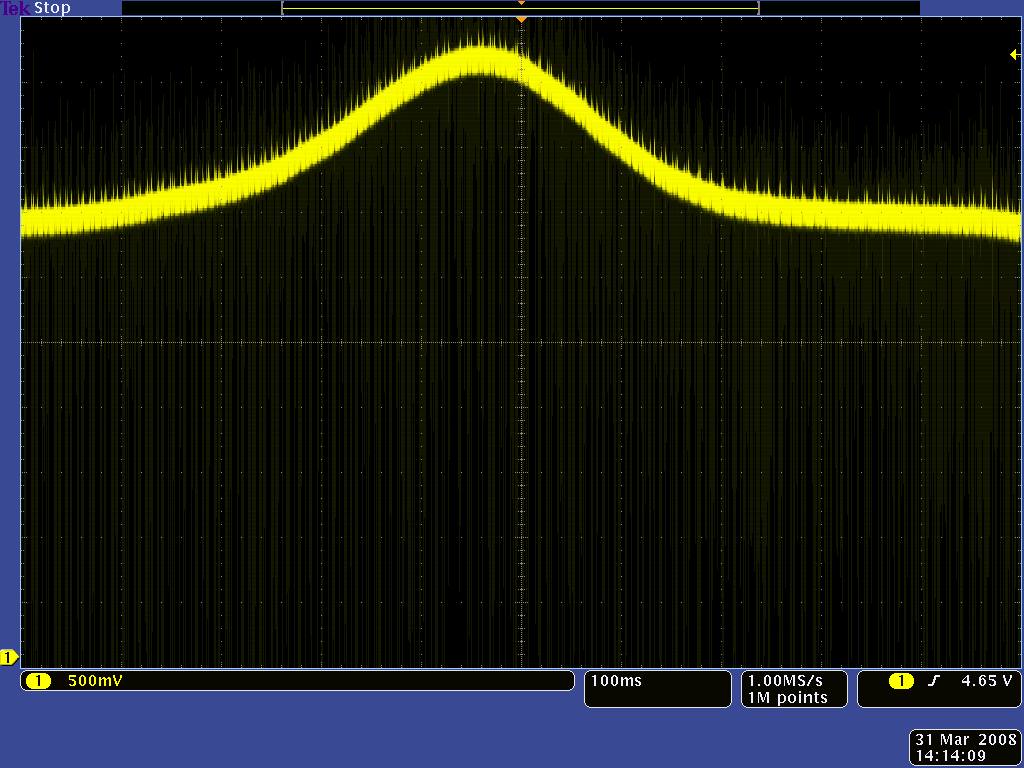 Tek Stop
1
1 500mV
100ms
1.00MS/s
1M points
1 4.65 V
31 Mar 2008
14:14:09